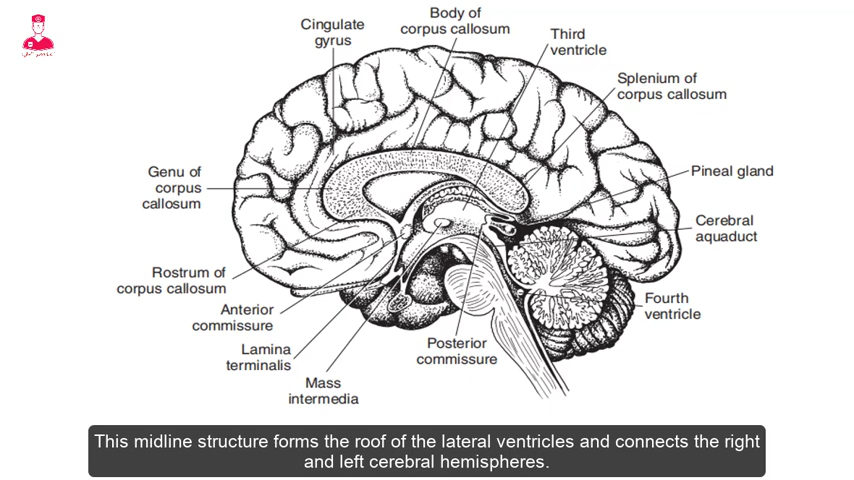 Cingulate
gyrus
Body of
corpus callosum
Third
ventricle
Splenium of
corpus callosum
Genu of
corpus
callosum
Pineal gland
Cerebral
aquaduct
Rostrum of
corpus callosum
Anterior
commissure
Fourth
ventricle
Lamina
terminalis
Posterior
commissure
Mass
intermedia
This midline structure forms the roof of the lateral ventricles and connects the right
and left cerebral hemispheres.